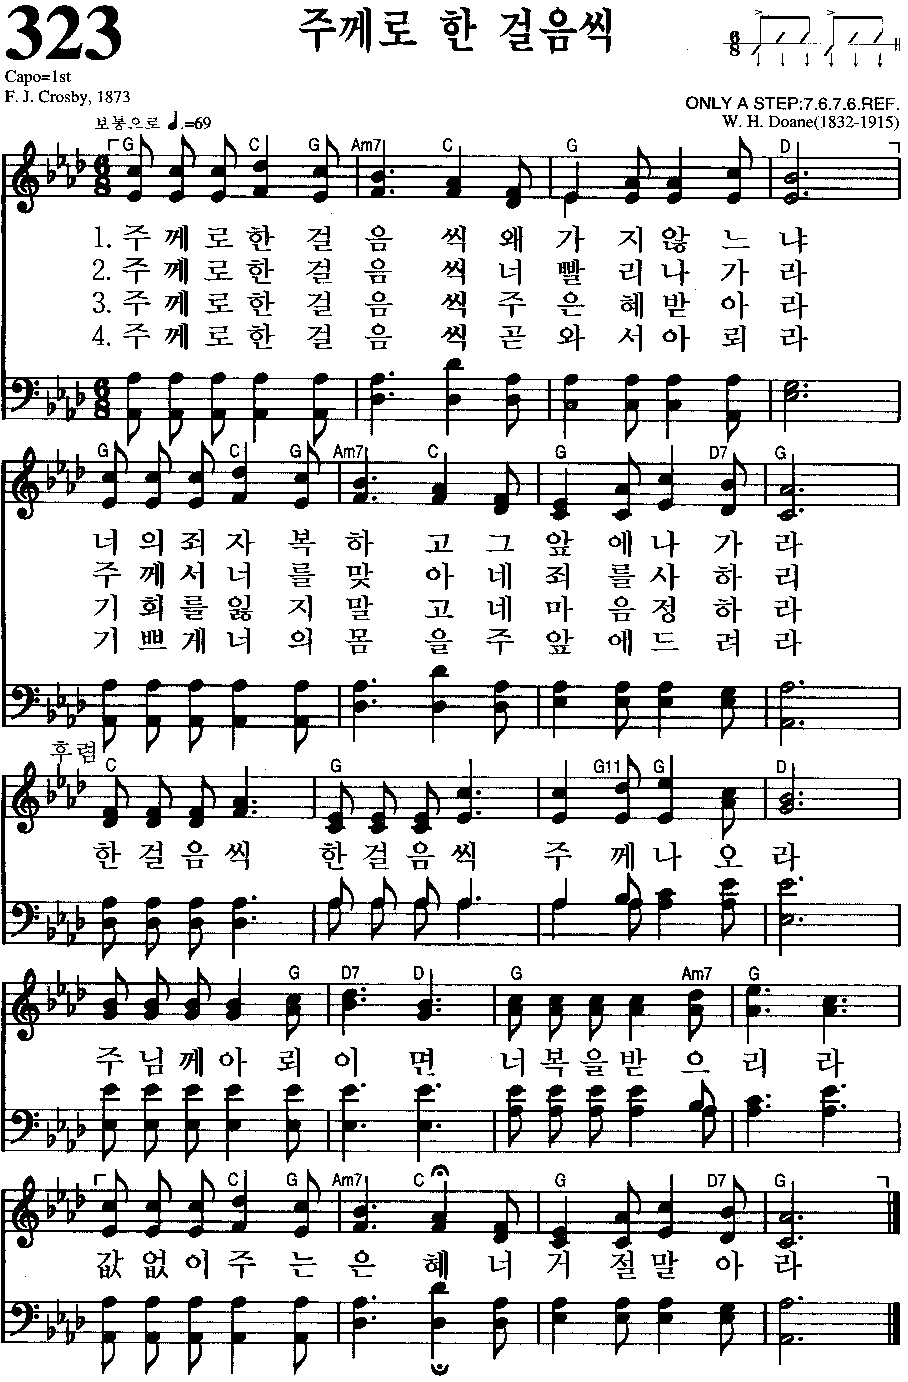 323
주께로 한 걸음씩
6/8
Capo=1st
F. J. Crosby, 1873
ONLY A STEP:7.6.7.6.REF.
보통으로 ♩.=69
W. H. Doane(1832-1915)
G C G Am7 C G D
1. 주께로한 걸음 씩 왜 가 지않 느 냐
2. 주께로한 걸음 씩 너 빨 리나 가 라
3. 주께로한 걸음 씩 주 은 혜받 아 라
4. 주께로한 걸음 씩 곧 와 서아 뢰 라
G C G Am7 C G D7 G
너의죄자 복하 고 그 앞 에나 가 라
주께서너 를맞 아 네 죄 를사 하 리
기회를잃 지말 고 네 마 음정 하 라
기쁘게너 의몸 을 주 앞 에드 려 라
후렴
C G G11 G D
한걸음씩 한걸음씩 주 께나 오 라
G D7 D G Am7 G
주님께아 뢰 이 면 너복을받 으 리 라
G C G Am7 C G D7 G
값없이주 는 은 혜 너 거 절말 아 라